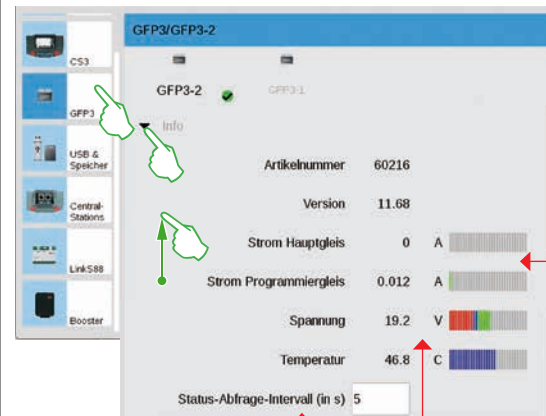 GFP3/GFP3-2
CS3
GFP3
USB &
Speicher
Central-
Stations
LinkS88
Booster
GFP3-2
GFP3-1
Info
Artikelnummer 60216
Version 11.68
Strom Hauptgleis 0 A
Strom Programmiergleis 0.012 A
Spannung 19.2 V
Temperatur 46.8 C
Status-Abfrage-Intervall (in s) 5